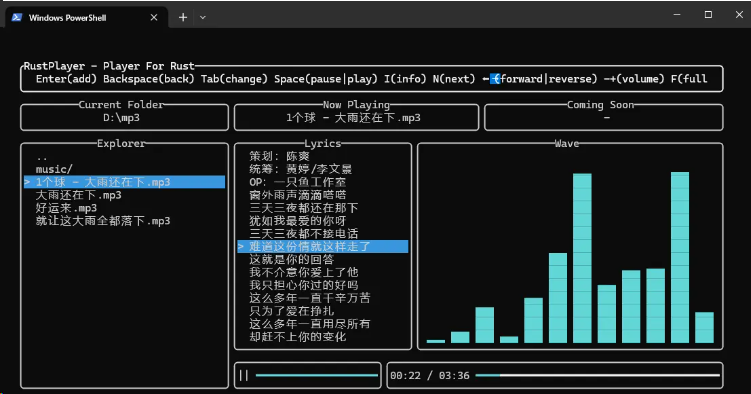 Windows PowerShell
RustPlayer - Player For Rust
Enter(add) Backspace(back) Tab(change) Space(pause|play) I(info) N(next) ←→(forward|reverse) -+(volume) F(full
Current Folder
D:\mp3
Now Playing
1个球 - 大雨还在下.mp3
Coming Soon
-
Explorer
..
music/
> 1个球 - 大雨还在下.mp3
大雨还在下.mp3
好运来.mp3
就让这大雨全都落下.mp3
Lyrics
策划: 陈爽
统筹: 黄婷/李文景
OP: 一只鱼工作室
窗外雨声滴滴嗒嗒
三天三夜都还在那下
犹如我最爱的你呀
三天三夜都不接电话
> 难道这份情就这样走了
这就是你的回答
我不介意你爱上了他
我只担心你过的好吗
这么多年一直千辛万苦
只为了爱在挣扎
这么多年一直用尽所有
却赶不上你的变化
Wave
||
00:22 / 03:36